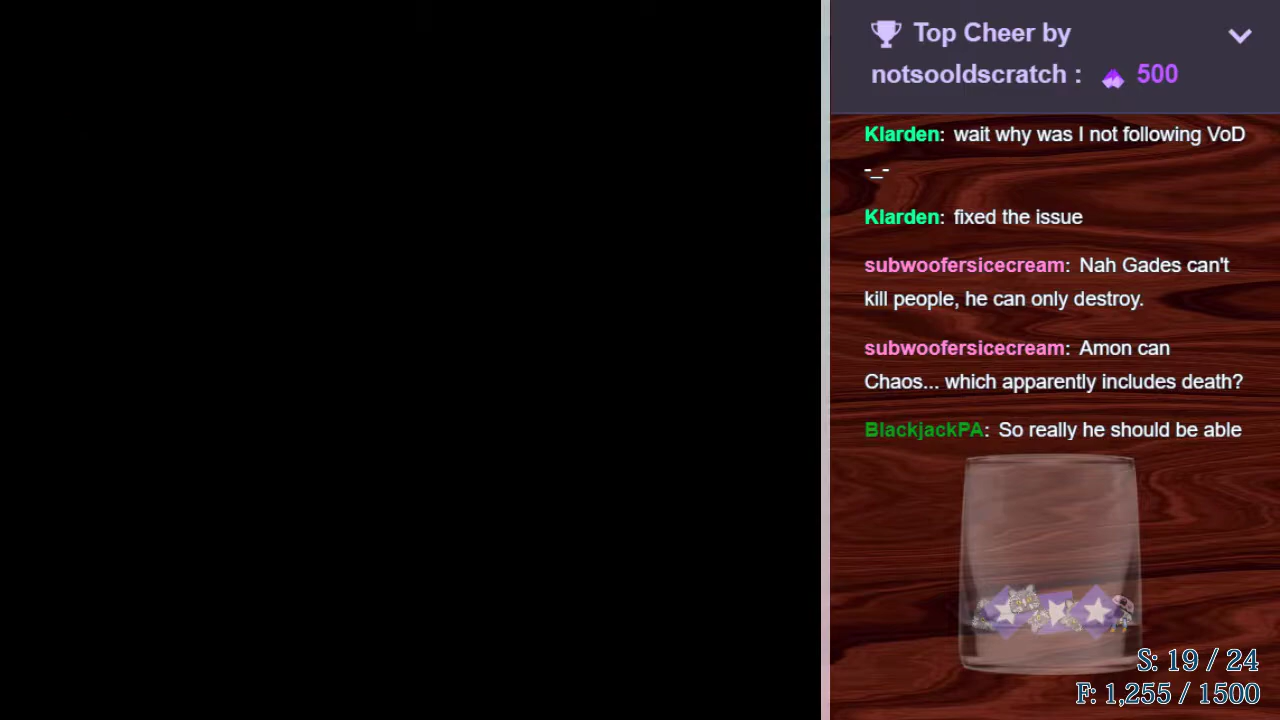 Top Cheer by
notsooldscratch : 500
Klarden: wait why was I not following VoD
-_-
Klarden: fixed the issue
subwoofersicecream: Nah Gades can't
kill people, he can only destroy.
subwoofersicecream: Amon can
Chaos... which apparently includes death?
BlackjackPA: So really he should be able
S: 19 / 24
F: 1,255 / 1500